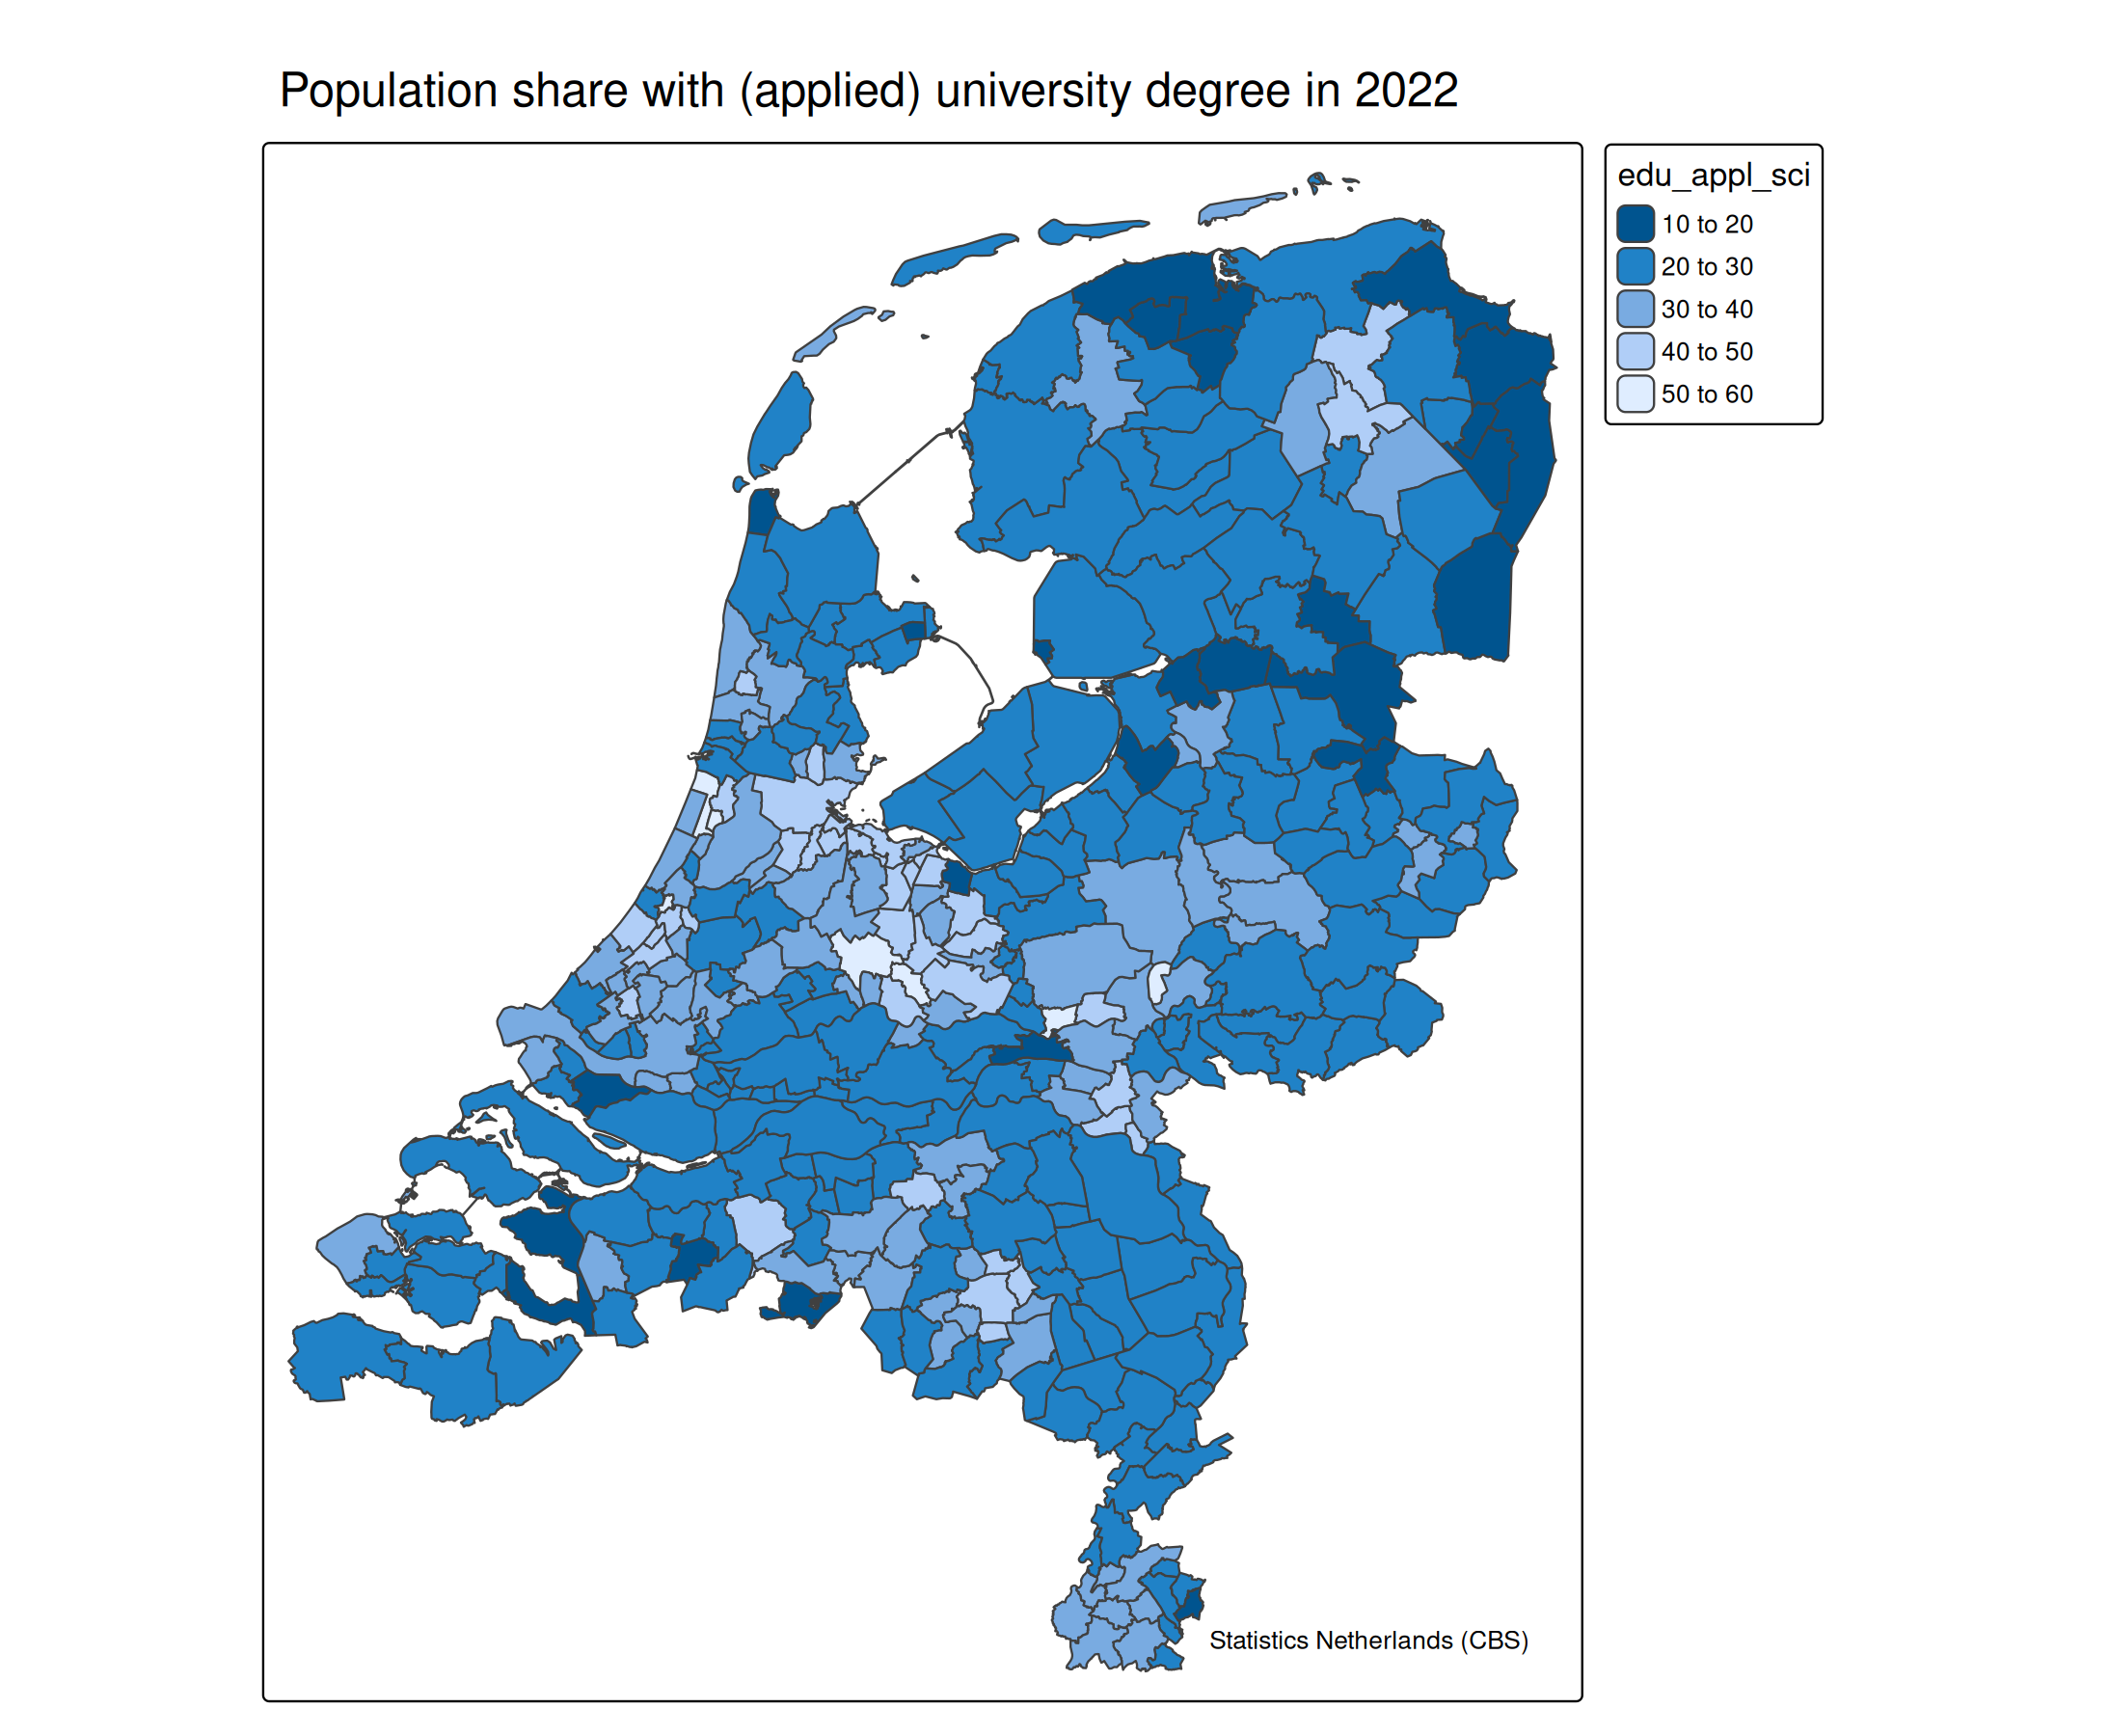 Population share with (applied) university degree in 2022
edu_appl_sci
10 to 20
20 to 30
30 to 40
40 to 50
50 to 60
Statistics Netherlands (CBS)